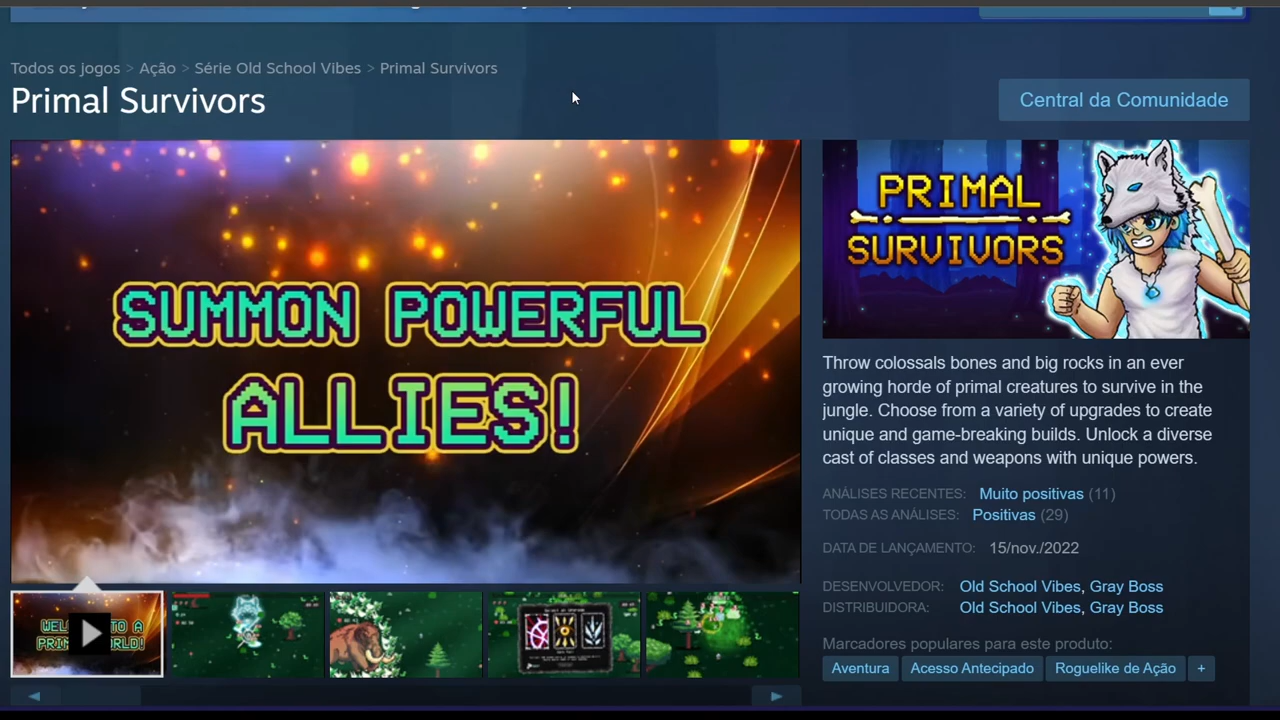 Todos os jogos > Ação > Série Old School Vibes > Primal Survivors
Primal Survivors
Central da Comunidade
SUMMON POWERFUL
ALLIES!
PRIMAL
SURVIVORS
Throw colossals bones and big rocks in an ever
growing horde of primal creatures to survive in the
jungle. Choose from a variety of upgrades to create
unique and game-breaking builds. Unlock a diverse
cast of classes and weapons with unique powers.
ANÁLISES RECENTES: Muito positivas (11)
TODAS AS ANÁLISES: Positivas (29)
DATA DE LANÇAMENTO: 15/nov./2022
DESENVOLVEDOR: Old School Vibes, Gray Boss
DISTRIBUIDORA: Old School Vibes, Gray Boss
Marcadores populares para este produto:
Aventura Acesso Antecipado Roguelike de Ação +